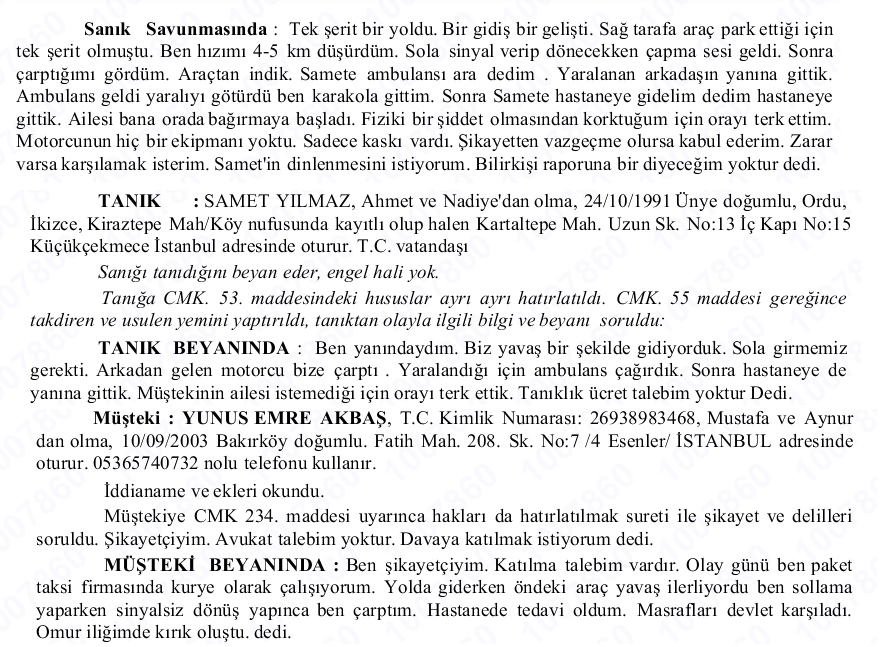 Sanık Savunmasında : Tek şerit bir yoldu. Bir gidiş bir gelişti. Sağ tarafa araç park ettiği için
tek şerit olmuştu. Ben hızımı 4-5 km düşürdüm. Sola sinyal verip dönecekken çapma sesi geldi. Sonra
çarptığımı gördüm. Araçtan indik. Samete ambulansı ara dedim . Yaralanan arkadaşın yanına gittik.
Ambulans geldi yaralıyı götürdü ben karakola gittim. Sonra Samete hastaneye gidelim dedim hastaneye
gittik. Ailesi bana orada bağırmaya başladı. Fiziki bir şiddet olmasından korktuğum için orayı terk ettim.
Motorcunun hiç bir ekipmanı yoktu. Sadece kaskı vardı. Şikayetten vazgeçme olursa kabul ederim. Zarar
varsa karşılamak isterim. Samet'in dinlenmesini istiyorum. Bilirkişi raporuna bir diyeceğim yoktur dedi.
TANIK : SAMET YILMAZ, Ahmet ve Nadiye'dan olma, 24/10/1991 Ünye doğumlu, Ordu,
İkizce, Kiraztepe Mah/Köy nufusunda kayıtlı olup halen Kartaltepe Mah. Uzun Sk. No:13 İç Kapı No:15
Küçükçekmece İstanbul adresinde oturur. T.C. vatandaşı
Sanığı tanıdığını beyan eder, engel hali yok.
Tanığa CMK. 53. maddesindeki hususlar ayrı ayrı hatırlatıldı. CMK. 55 maddesi gereğince
takdiren ve usulen yemini yaptırıldı, tanıktan olayla ilgili bilgi ve beyanı soruldu:
TANIK BEYANINDA : Ben yanındaydım. Biz yavaş bir şekilde gidiyorduk. Sola girmemiz
gerekti. Arkadan gelen motorcu bize çarptı . Yaralandığı için ambulans çağırdık. Sonra hastaneye de
yanına gittik. Müştekinin ailesi istemediği için orayı terk ettik. Tanıklık ücret talebim yoktur Dedi.
Müşteki : YUNUS EMRE AKBAŞ, T.C. Kimlik Numarası: 26938983468, Mustafa ve Aynur
dan olma, 10/09/2003 Bakırköy doğumlu. Fatih Mah. 208. Sk. No:7 /4 Esenler/ İSTANBUL adresinde
oturur. 05365740732 nolu telefonu kullanır.
İddianame ve ekleri okundu.
Müştekiye CMK 234. maddesi uyarınca hakları da hatırlatılmak sureti ile şikayet ve delilleri
soruldu. Şikayetçiyim. Avukat talebim yoktur. Davaya katılmak istiyorum dedi.
MÜŞTEKİ BEYANINDA : Ben şikayetçiyim. Katılma talebim vardır. Olay günü ben paket
taksi firmasında kurye olarak çalışıyorum. Yolda giderken öndeki araç yavaş ilerliyordu ben sollama
yaparken sinyalsiz dönüş yapınca ben çarptım. Hastanede tedavi oldum. Masrafları devlet karşıladı.
Omur iliğimde kırık oluştu. dedi.